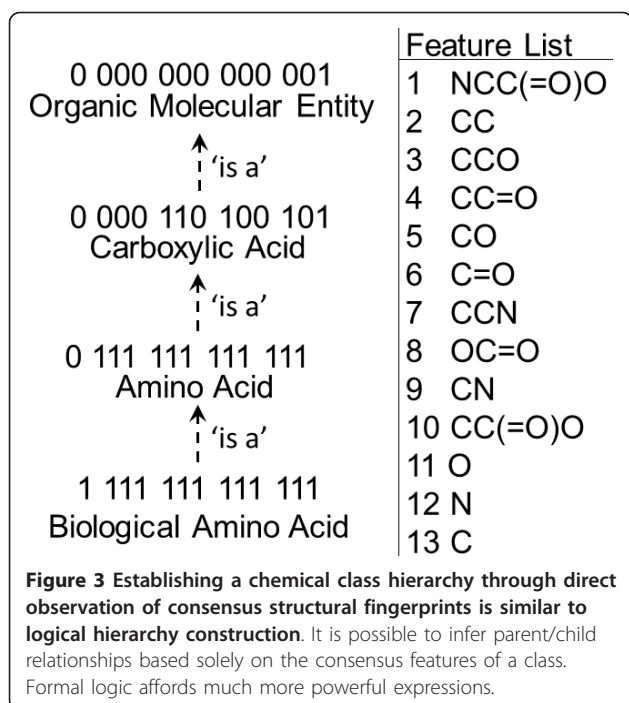 0 000 000 000 001
Organic Molecular Entity
'is a'
0 000 110 100 101
Carboxylic Acid
'is a'
0 111 111 111 111
Amino Acid
'is a'
1 111 111 111 111
Biological Amino Acid
Feature List
1 NCC(=O)O
2 CC
3 CCO
4 CC=O
5 CO
6 C=O
7 CCN
8 OC=O
9 CN
10 CC(=O)O
11 O
12 N
13 C
Figure 3 Establishing a chemical class hierarchy through direct
observation of consensus structural fingerprints is similar to
logical hierarchy construction. It is possible to infer parent/child
relationships based solely on the consensus features of a class.
Formal logic affords much more powerful expressions.